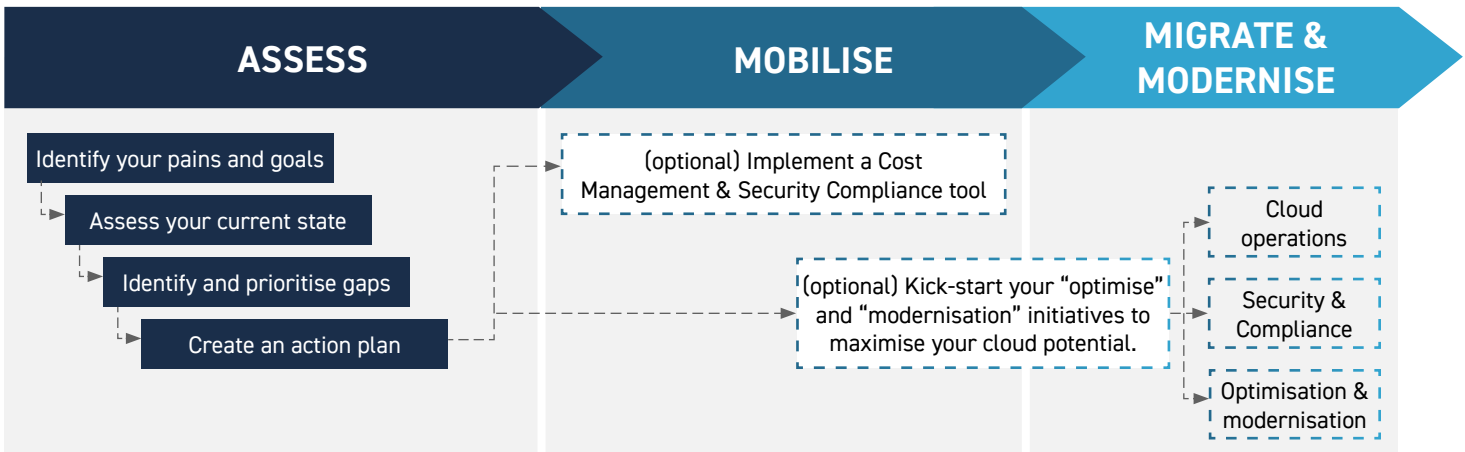 ASSESS
MOBILISE
MIGRATE &
MODERNISE
Identify your pains and goals
Assess your current state
Identify and prioritise gaps
Create an action plan
(optional) Implement a Cost
Management & Security Compliance tool
(optional) Kick-start your “optimise”
and “modernisation” initiatives to
maximise your cloud potential.
Cloud
operations
Security &
Compliance
Optimisation &
modernisation